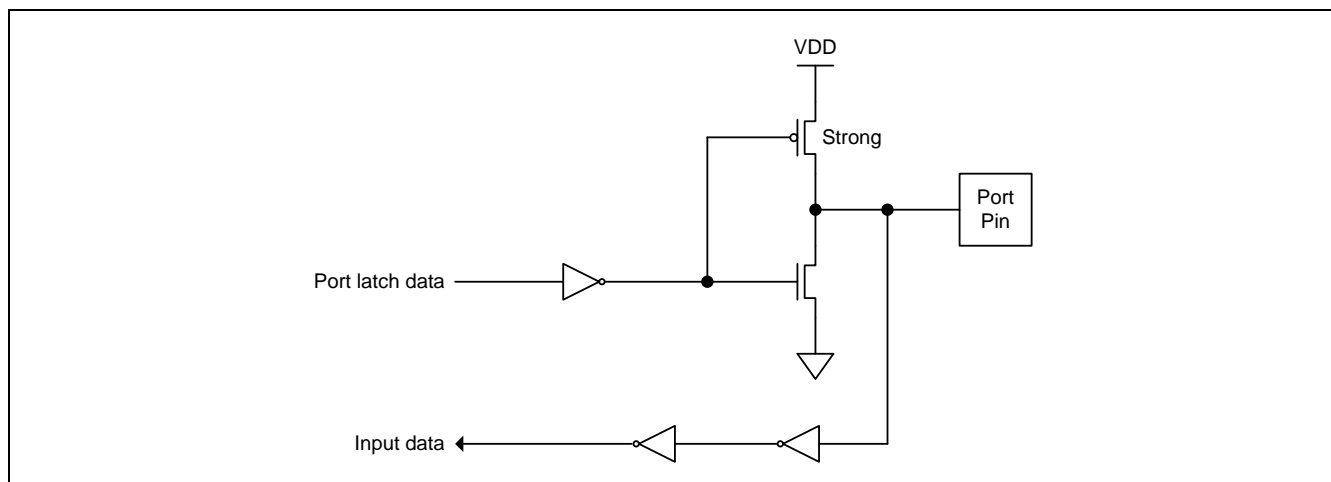 VDD
Strong
Port
Pin
Port latch data
Input data